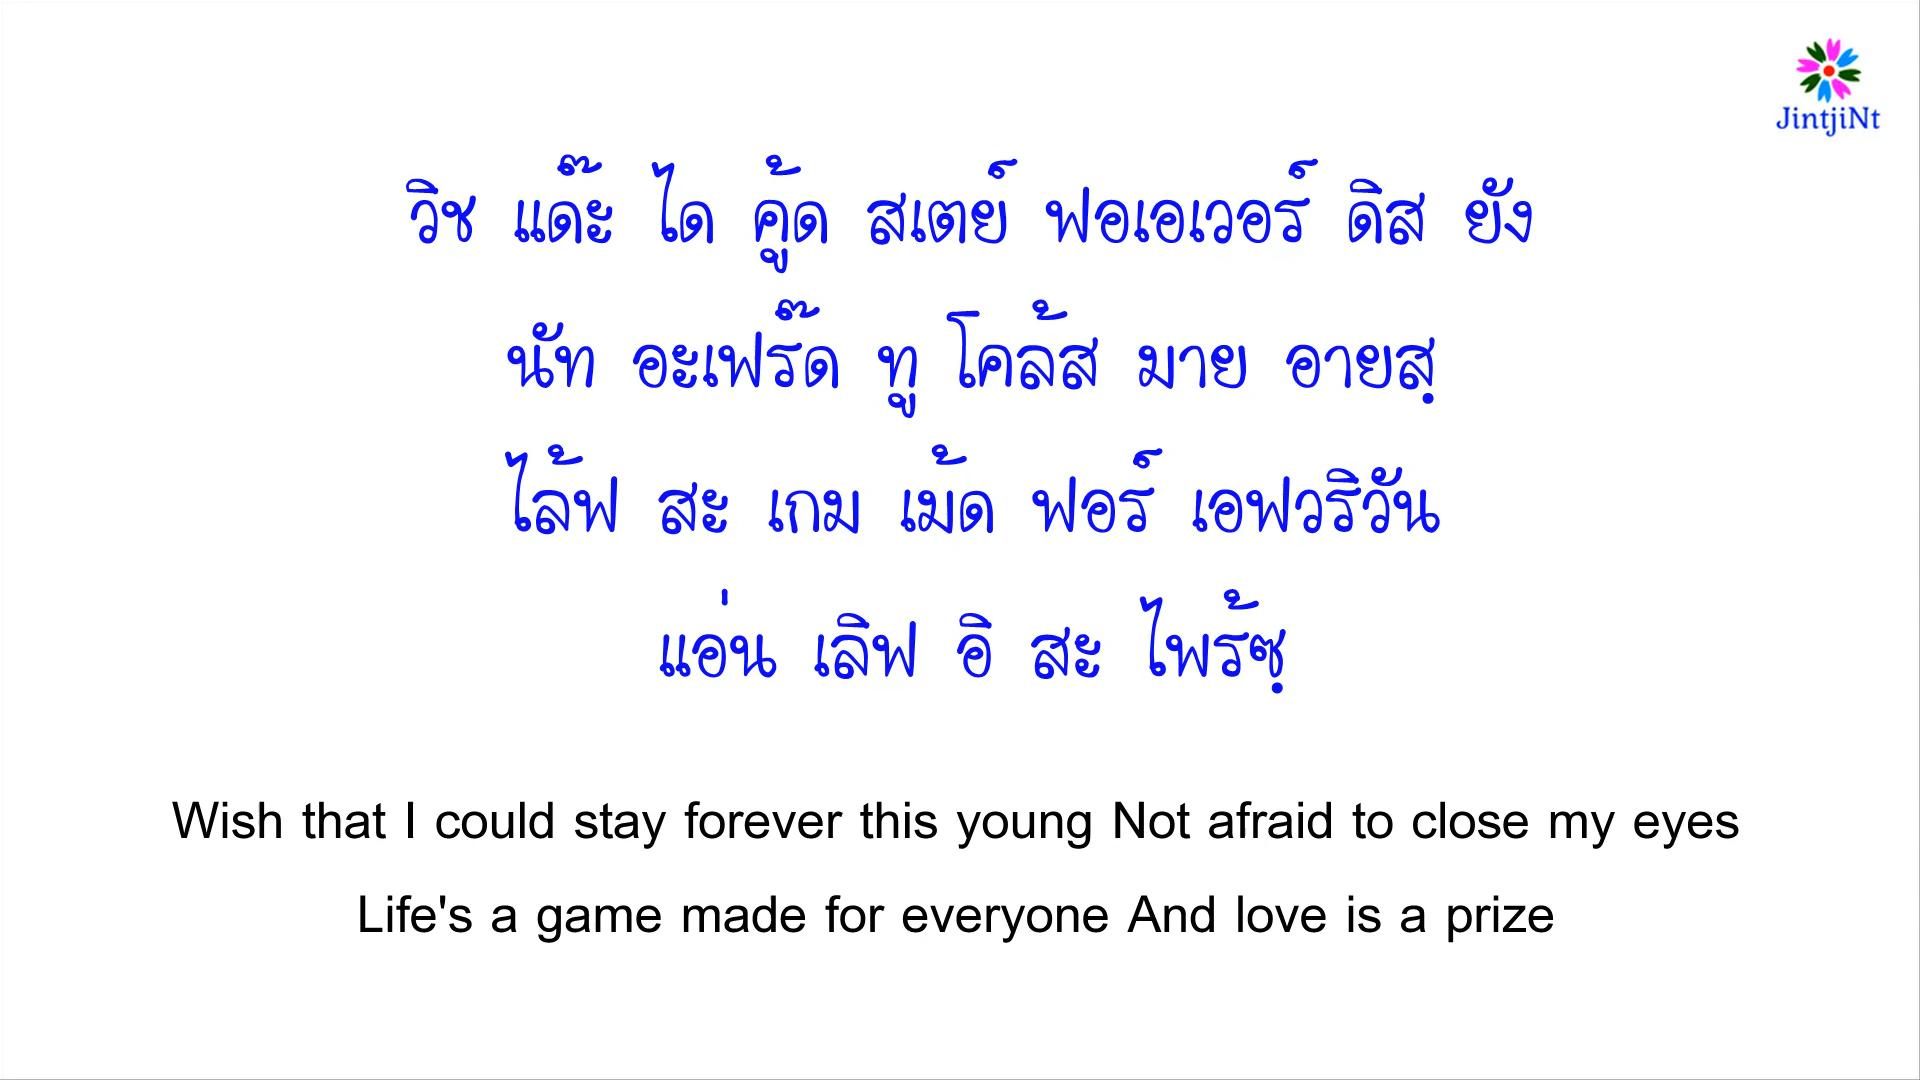 JintjiNt
วิช แด๊ะ ได คู้ด สเตย์ ฟอเอเวอร์ ดิส ยัง
นัท อะเฟร๊ด ทู โคล้ส มาย อายสฺ
ไล้ฟ สะ เกม เม้ด ฟอร์ เอฟวริวัน
แอ่น เลิฟ อิ สะ ไพร้ซฺ
Wish that I could stay forever this young Not afraid to close my eyes
Life's a game made for everyone And love is a prize